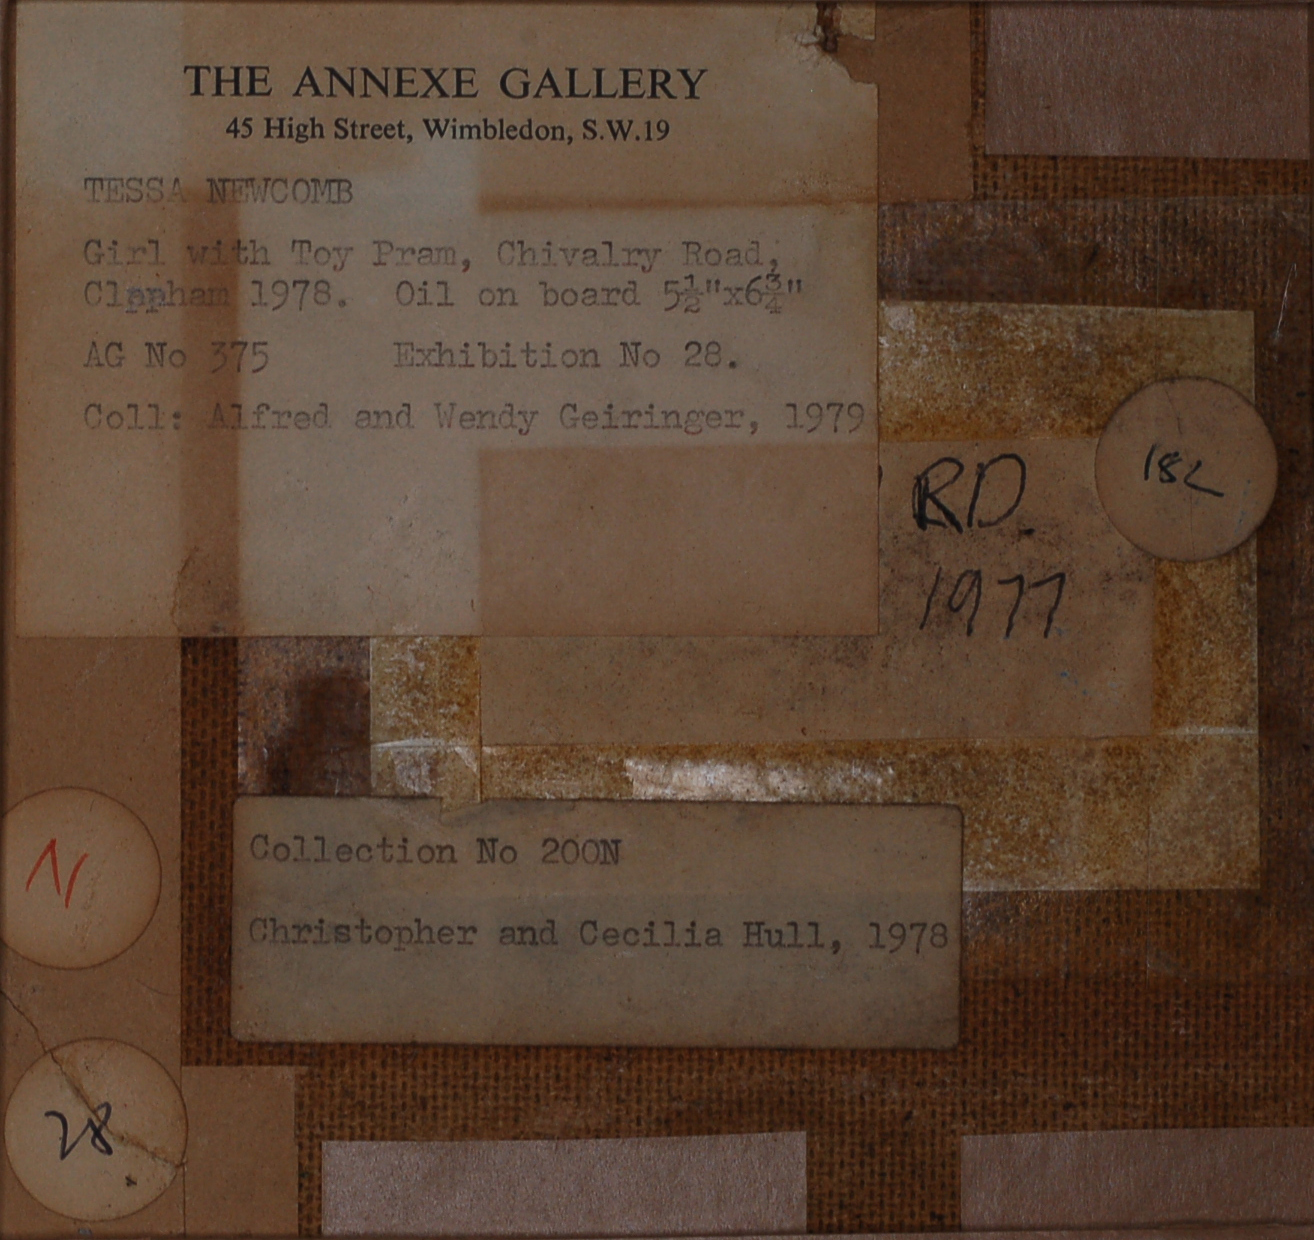 THE ANNEXE GALLERY
45 High Street, Wimbledon, S.W.19
TESSA NEWCOMB
Girl with Toy Pram, Chivalry Road,
Clapham 1978. Oil on board 5½"x6¾"
AG No 375 Exhibition No 28.
Coll: Alfred and Wendy Geiringer, 1979
RD.
1977
182
Collection No 200N
Christopher and Cecilia Hull, 1978
N
28